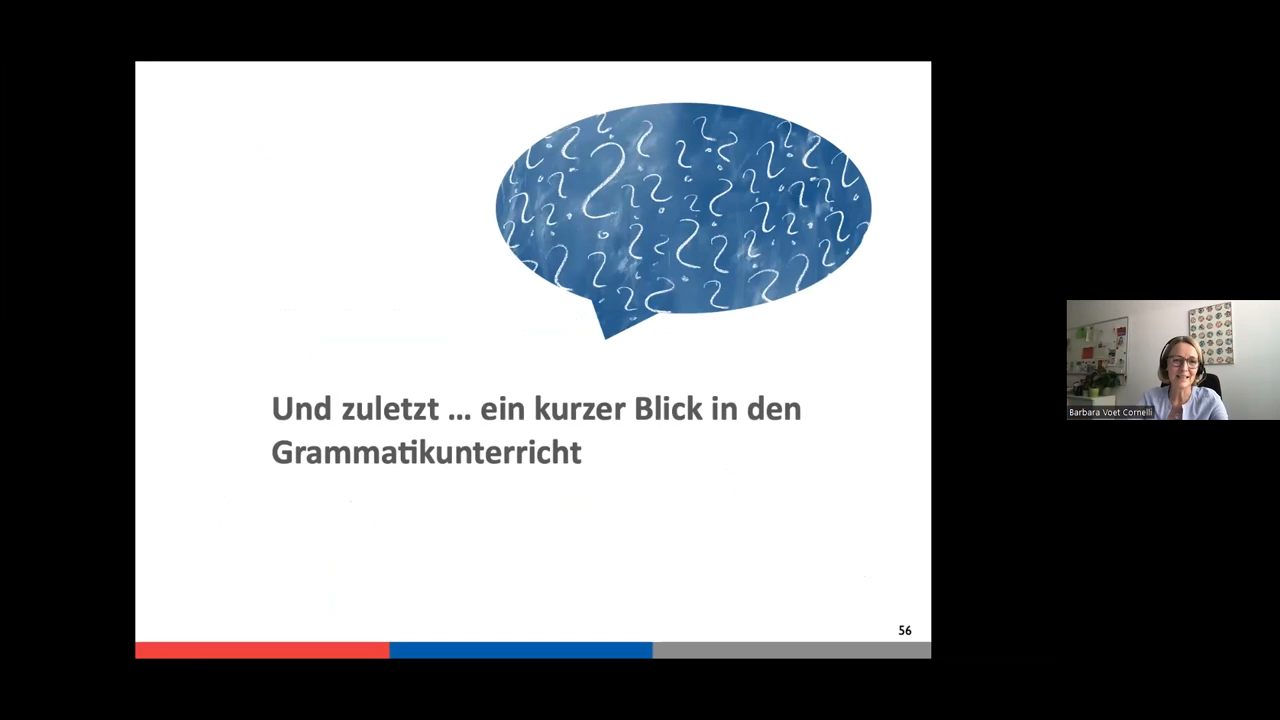 Und zuletzt … ein kurzer Blick in den
Grammatikunterricht
56
Barbara Voet Cornelli